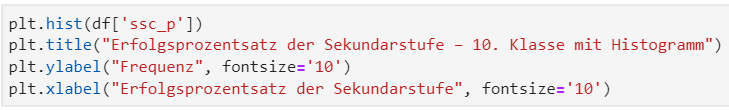 plt.hist(df['ssc_p'])
plt.title("Erfolgsprozentsatz der Sekundarstufe – 10. Klasse mit Histogramm")
plt.ylabel("Frequenz", fontsize='10')
plt.xlabel("Erfolgsprozentsatz der Sekundarstufe", fontsize='10')